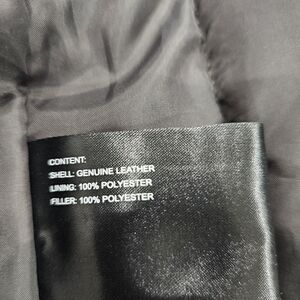 CONTENT:
SHELL: GENUINE LEATHER
LINING: 100% POLYESTER
FILLER: 100% POLYESTER